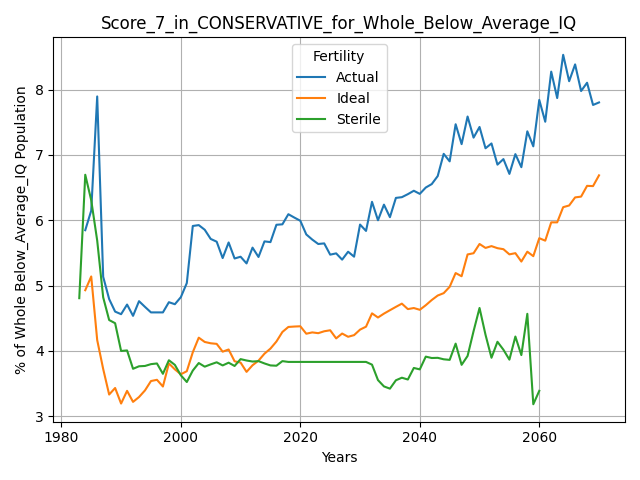 Score_7_in_CONSERVATIVE_for_Whole_Below_Average_IQ
Fertility
Actual
Ideal
Sterile
% of Whole Below_Average_IQ Population
8
7
6
5
4
3
1980
2000
2020
2040
2060
Years